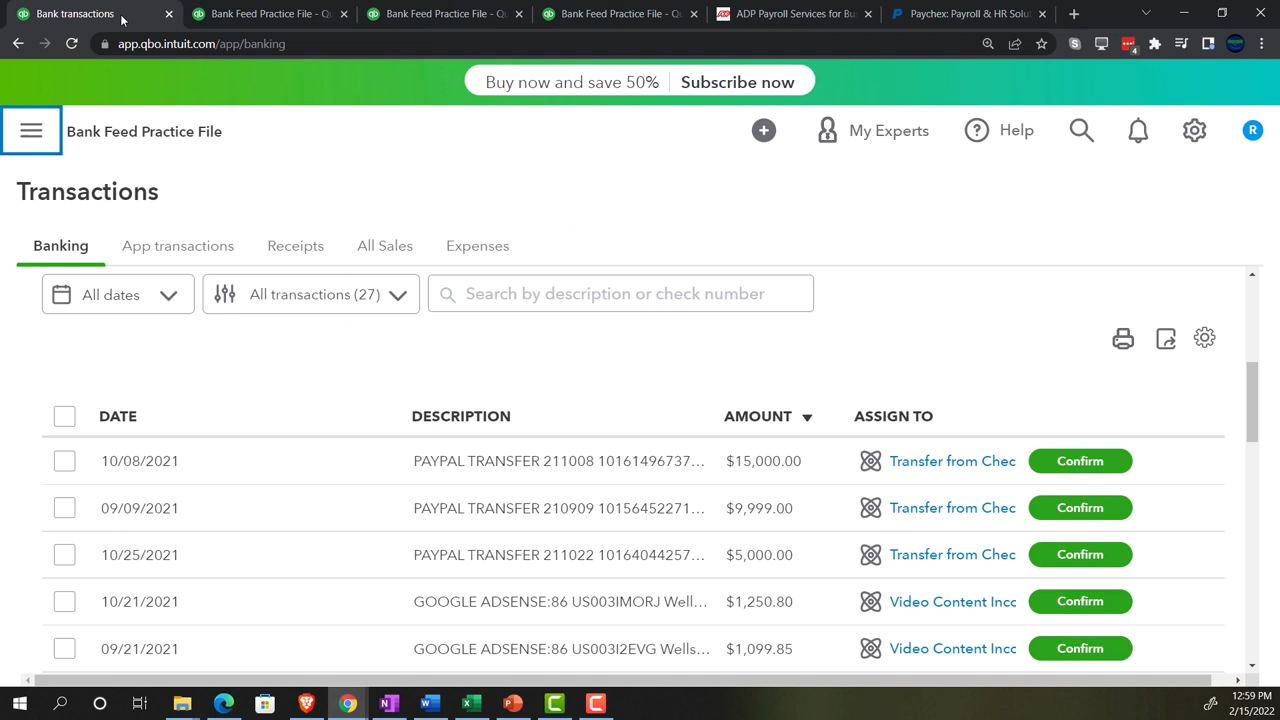 Banking transactions
Bank Feed Practice File - Qu
Bank Feed Practice File - Qu
Bank Feed Practice File - Qu
ADP Payroll Services for Bu
Paychex: Payroll & HR Solut
app.qbo.intuit.com/app/banking
4
Buy now and save 50% Subscribe now
Bank Feed Practice File
My Experts
Help
R
Transactions
Banking App transactions Receipts All Sales Expenses
All dates
All transactions (27)
Search by description or check number
DATE DESCRIPTION AMOUNT ASSIGN TO
10/08/2021 PAYPAL TRANSFER 211008 10161496737... $15,000.00 Transfer from Chec Confirm
09/09/2021 PAYPAL TRANSFER 210909 10156452271... $9,999.00 Transfer from Chec Confirm
10/25/2021 PAYPAL TRANSFER 211022 10164044257... $5,000.00 Transfer from Chec Confirm
10/21/2021 GOOGLE ADSENSE:86 US003IMORJ Well... $1,250.80 Video Content Inco Confirm
09/21/2021 GOOGLE ADSENSE:86 US003I2EVG Wells... $1,099.85 Video Content Inco Confirm
12:59 PM
2/15/2022